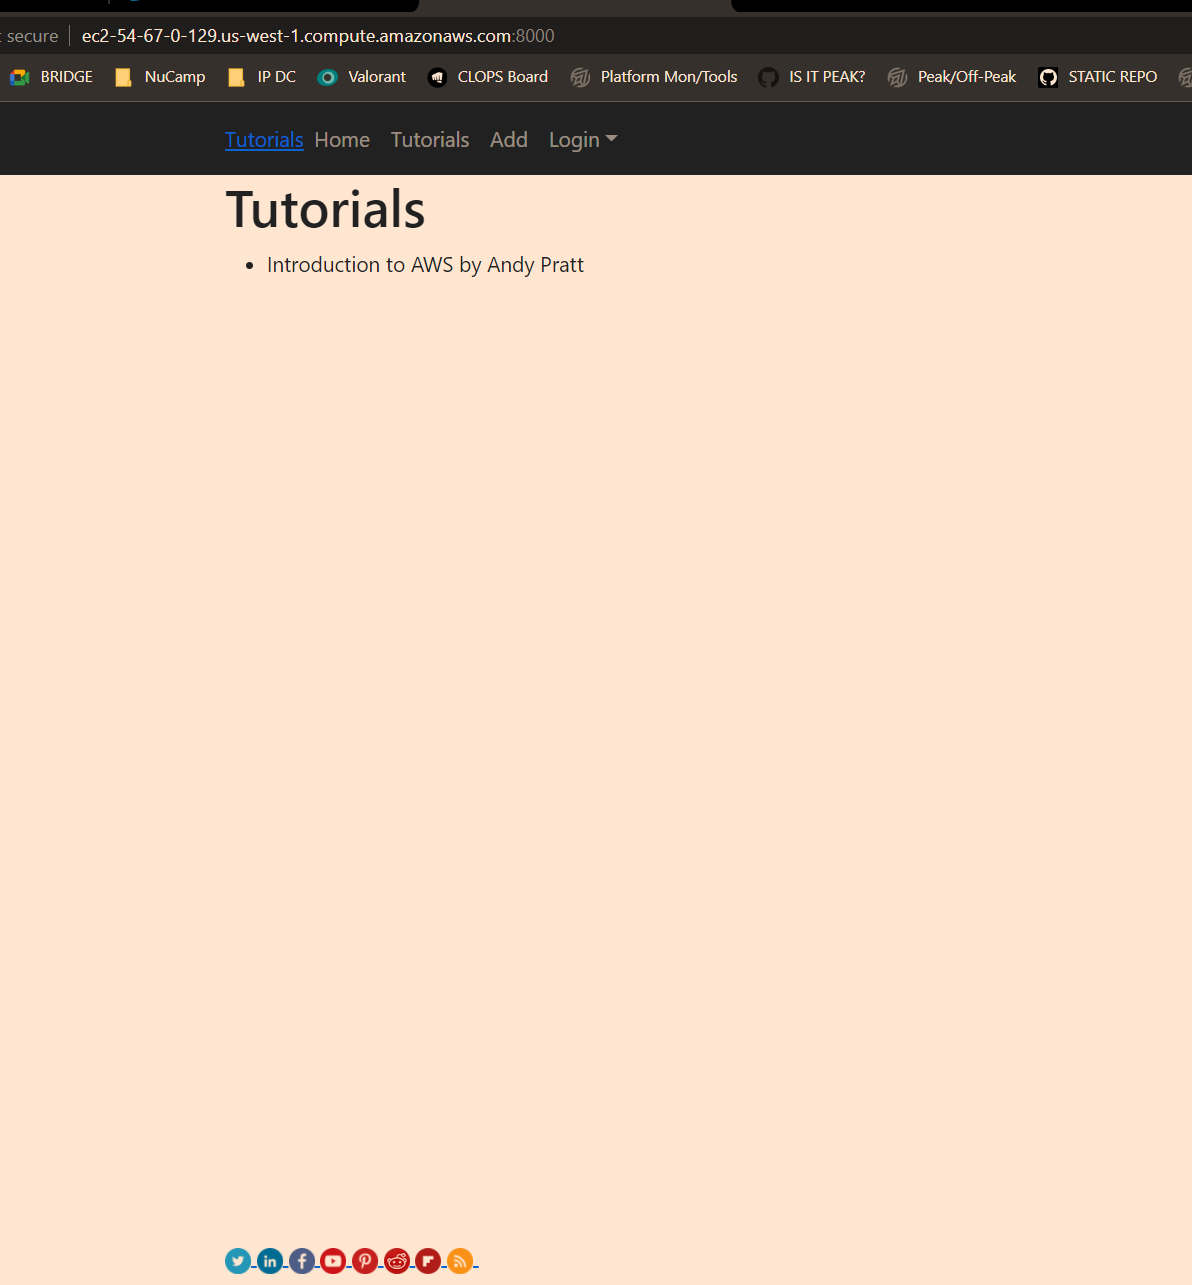 secure ec2-54-67-0-129.us-west-1.compute.amazonaws.com:8000
BRIDGE NuCamp IP DC Valorant CLOPS Board Platform Mon/Tools IS IT PEAK? Peak/Off-Peak STATIC REPO
Tutorials Home Tutorials Add Login
Tutorials
• Introduction to AWS by Andy Pratt
in